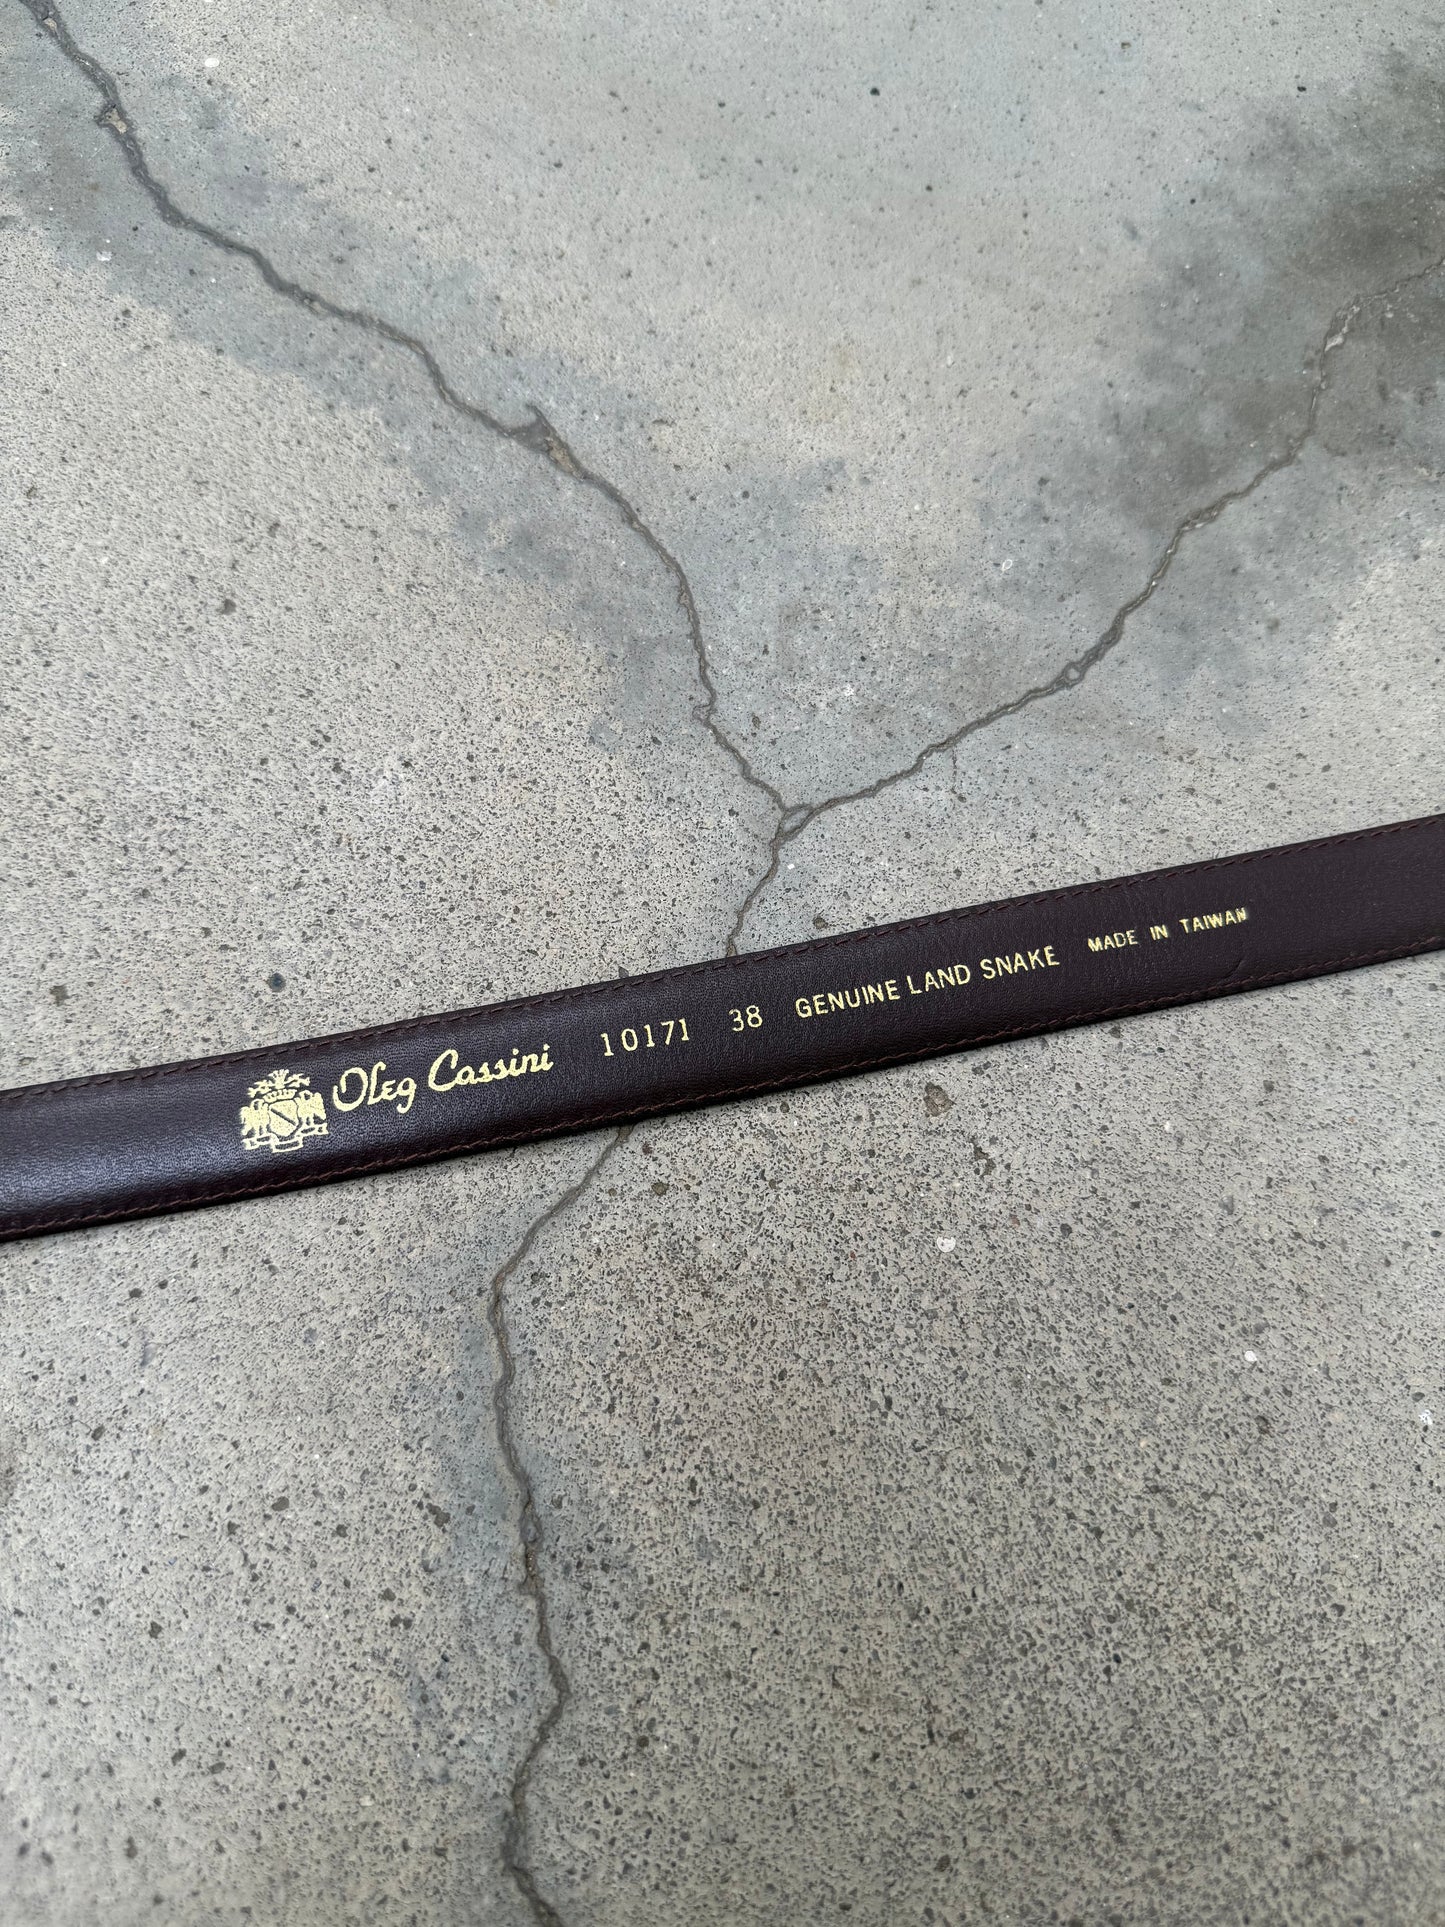 Oleg Cassini 10171 38 GENUINE LAND SNAKE MADE IN TAIWAN